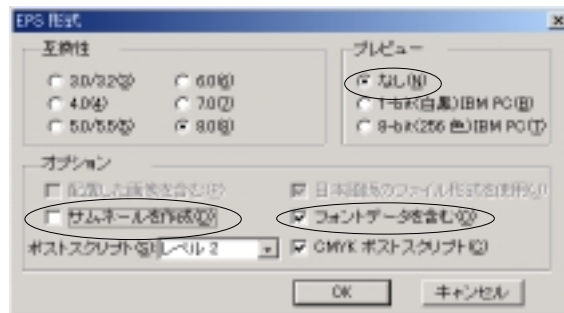 EPS 形式
互換性
3.0/3.2(3)
6.0(6)
4.0(4)
7.0(7)
5.0/5.5(5)
8.0(8)
プレビュー
なし(N)
1-bit(白黒)IBM PC(B)
8-bit(256 色)IBM PC(T)
オプション
配置した画像を含む(P)
日本語版のファイル形式を使用(J)
サムネールを作成(D)
フォントデータを含む(O)
ポストスクリプト(S): レベル 2
CMYK ポストスクリプト(C)
OK
キャンセル